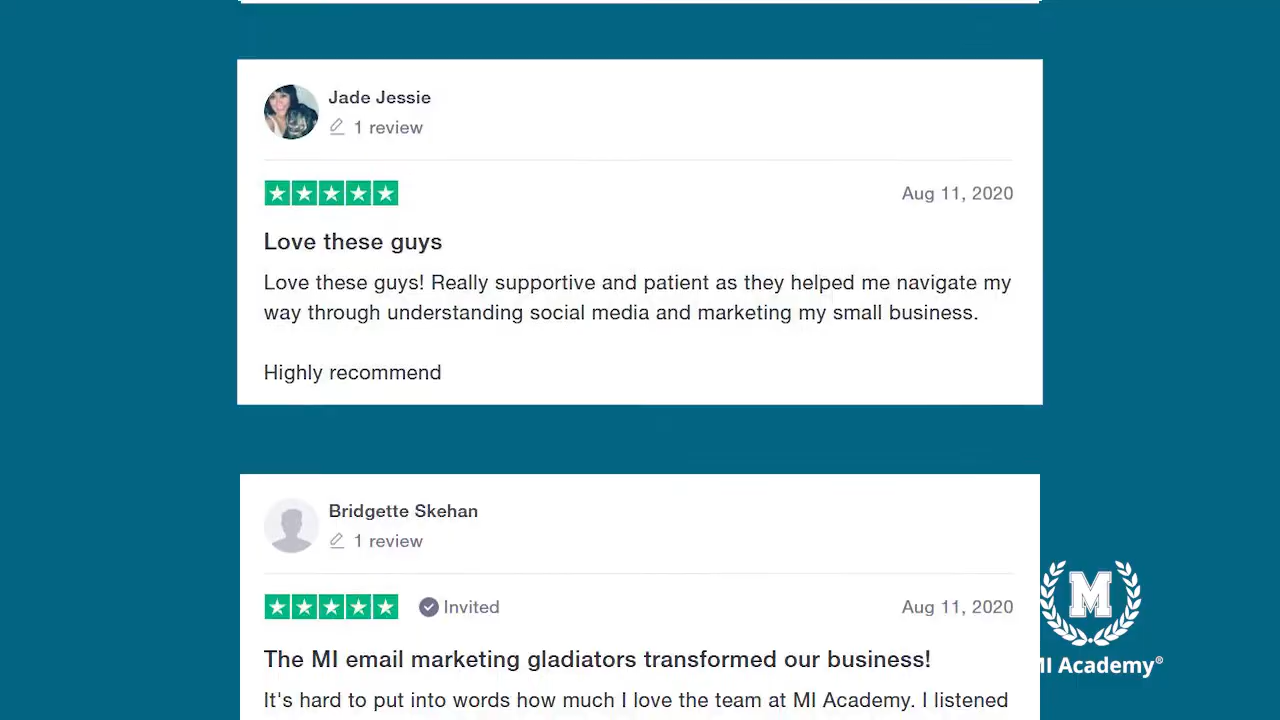 Jade Jessie
1 review
Aug 11, 2020
Love these guys
Love these guys! Really supportive and patient as they helped me navigate my
way through understanding social media and marketing my small business.
Highly recommend
Bridgette Skehan
1 review
Invited
Aug 11, 2020
The MI email marketing gladiators transformed our business!
It's hard to put into words how much I love the team at MI Academy. I listened
M
MI Academy®